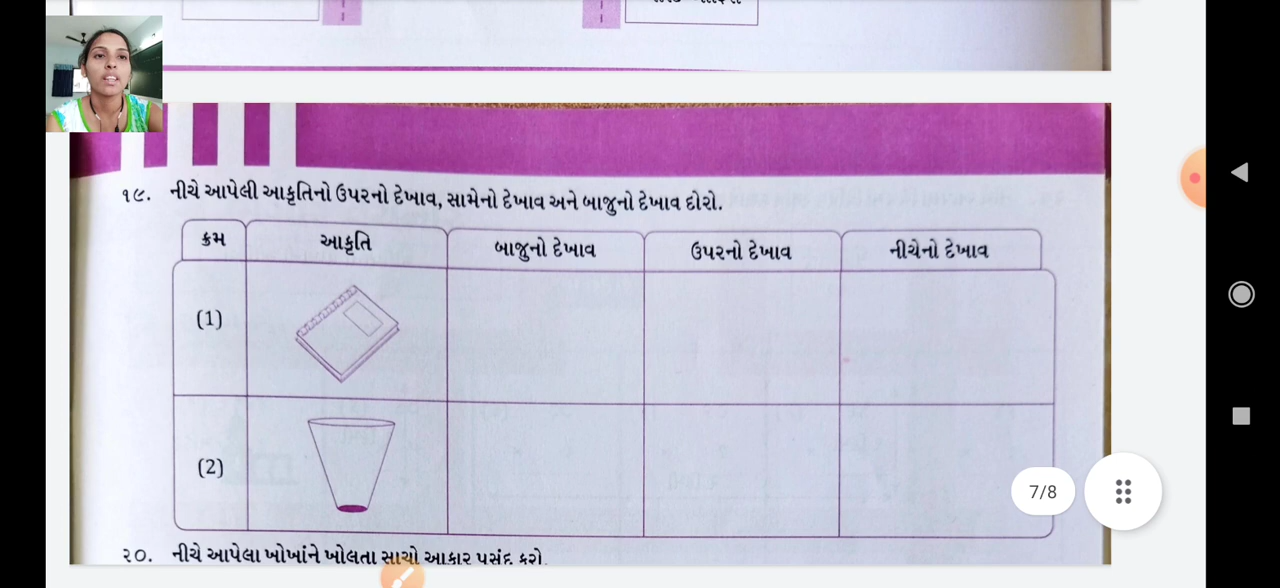 ૧૯. નીચે આપેલી આકૃતિનો ઉપરનો દેખાવ, સામેનો દેખાવ અને બાજુનો દેખાવ દોરો.
ક્રમ આકૃતિ બાજુનો દેખાવ ઉપરનો દેખાવ નીચેનો દેખાવ
(1)
(2)
7/8
૨૦. નીચે આપેલા ખોખાંને ખોલતા સાચો આકાર પસંદ કરો.